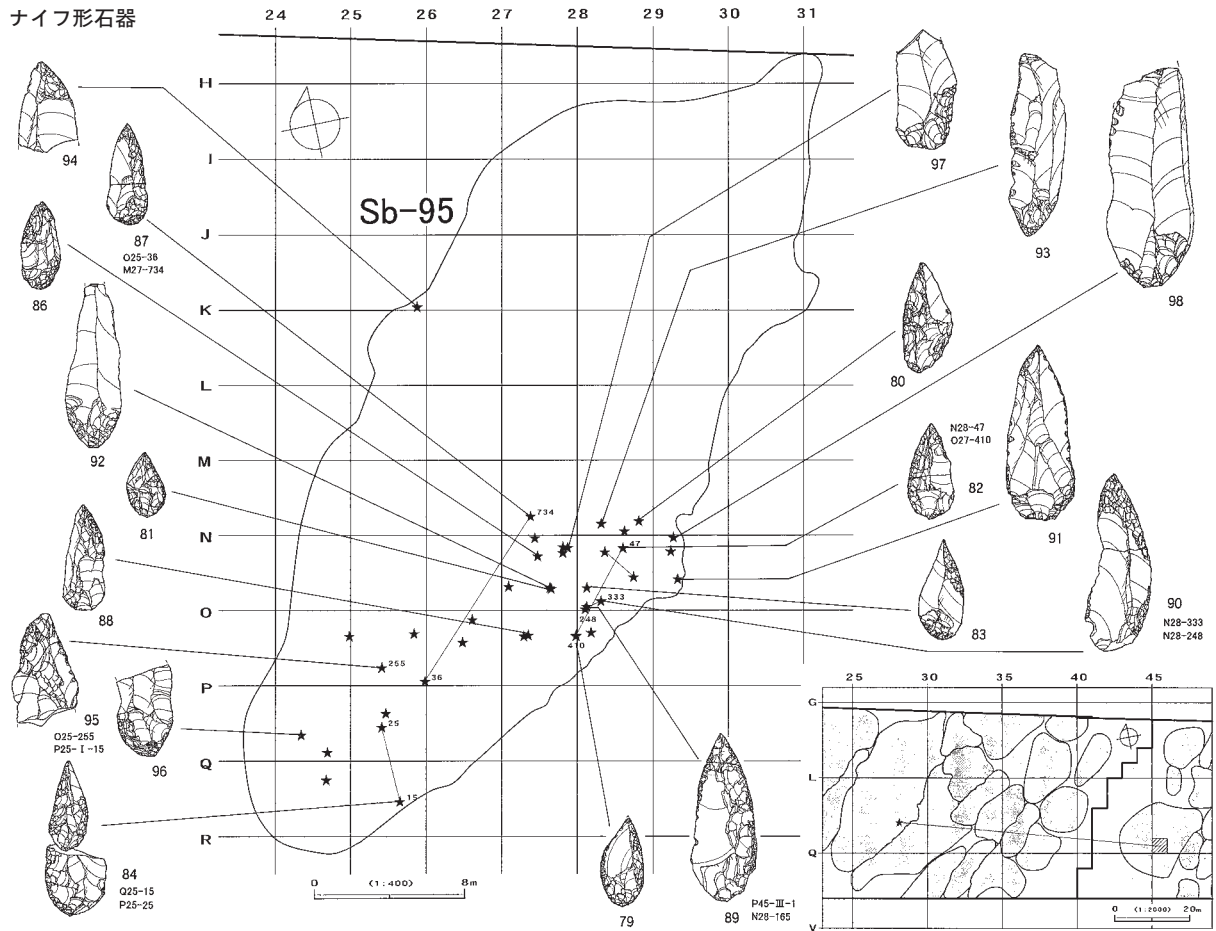 ナイフ形石器
24 25 26 27 28 29 30 31
H
I
J
K
L
M
N
O
P
Q
R
Sb-95
94
87
O25-36
M27-734
86
92
81
88
95
O25-255
P25-Ⅰ-15
96
84
Q25-15
P25-25
97
93
98
80
N28-47
O27-410
82
91
83
90
N28-333
N28-248
79
89
P45-Ⅲ-1
N28-165
734
47
333
248
410
255
36
25
15
0 (1:400) 8m
25 30 35 40 45
G
L
Q
V
0 (1:2000) 20m